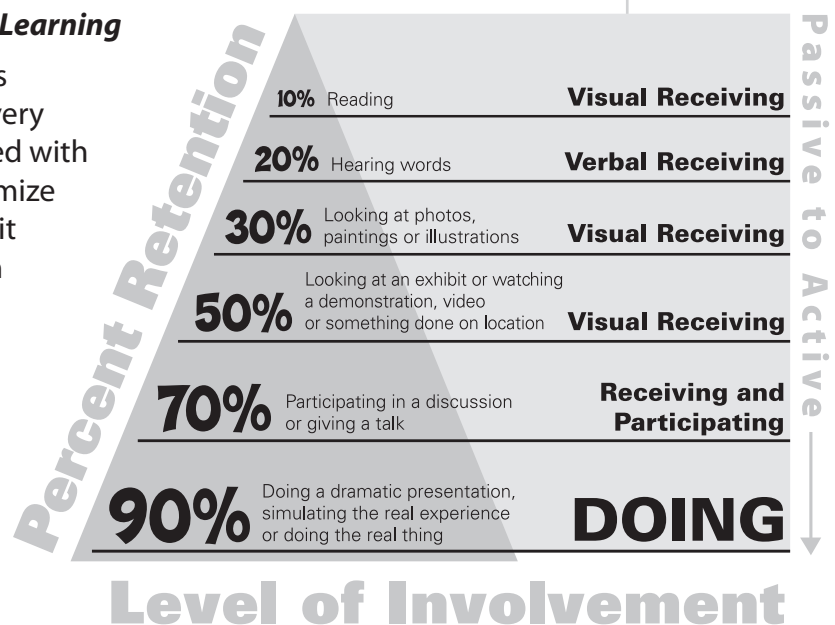 Learning
s
very
ed with
mize
it
n
Percent Retention
10% Reading Visual Receiving
20% Hearing words Verbal Receiving
30% Looking at photos,
paintings or illustrations Visual Receiving
Looking at an exhibit or watching
50% a demonstration, video
or something done on location Visual Receiving
70% Participating in a discussion
or giving a talk
Receiving and
Participating
90% Doing a dramatic presentation,
simulating the real experience
or doing the real thing
DOING
Passive to Active
Level of Involvement